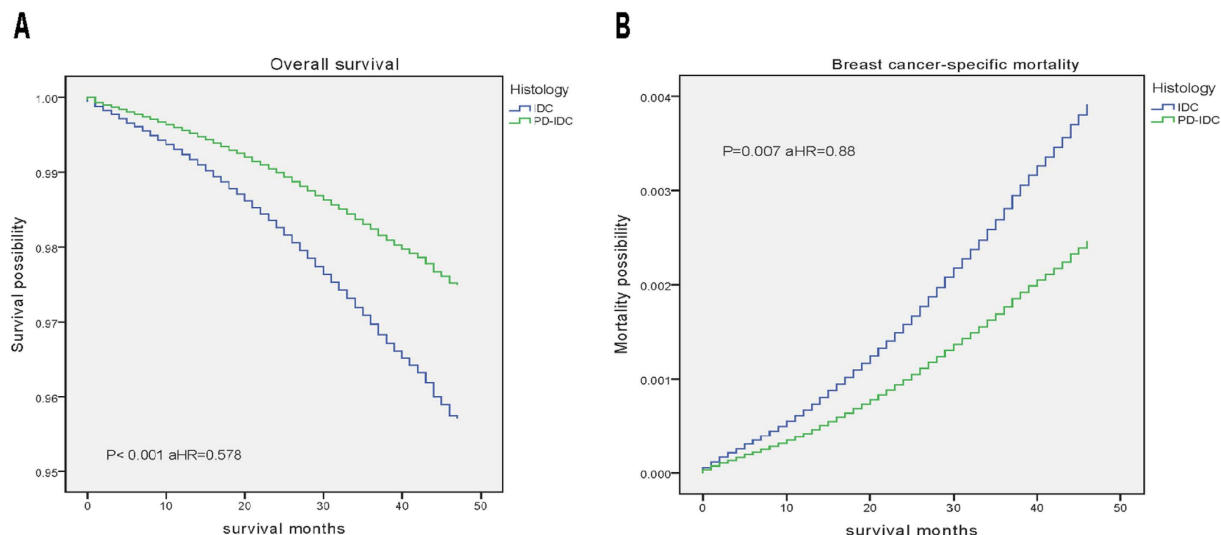 A
Overall survival
Histology
IDC
PD-IDC
1.00
0.99
0.98
0.97
0.96
0.95
Survival possibility
P< 0.001 aHR=0.578
0
10
20
30
40
50
survival months
B
Breast cancer-specific mortality
Histology
IDC
PD-IDC
0.004
0.003
0.002
0.001
0.000
Mortality possibility
P=0.007 aHR=0.88
0
10
20
30
40
50
survival months